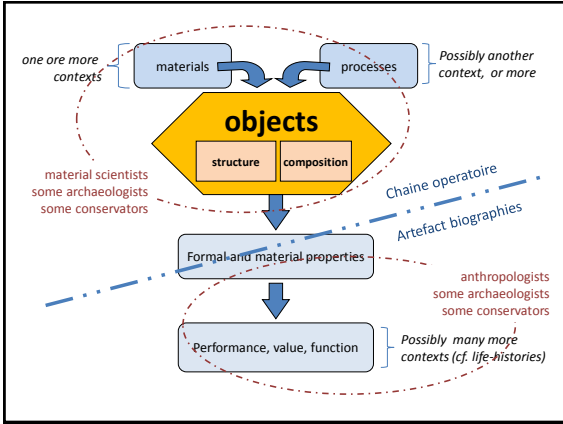 one ore more
contexts
materials
processes
Possibly another
context, or more
objects
structure
composition
material scientists
some archaeologists
some conservators
Chaine operatoire
Artefact biographies
Formal and material properties
anthropologists
some archaeologists
some conservators
Performance, value, function
Possibly many more
contexts (cf. life-histories)